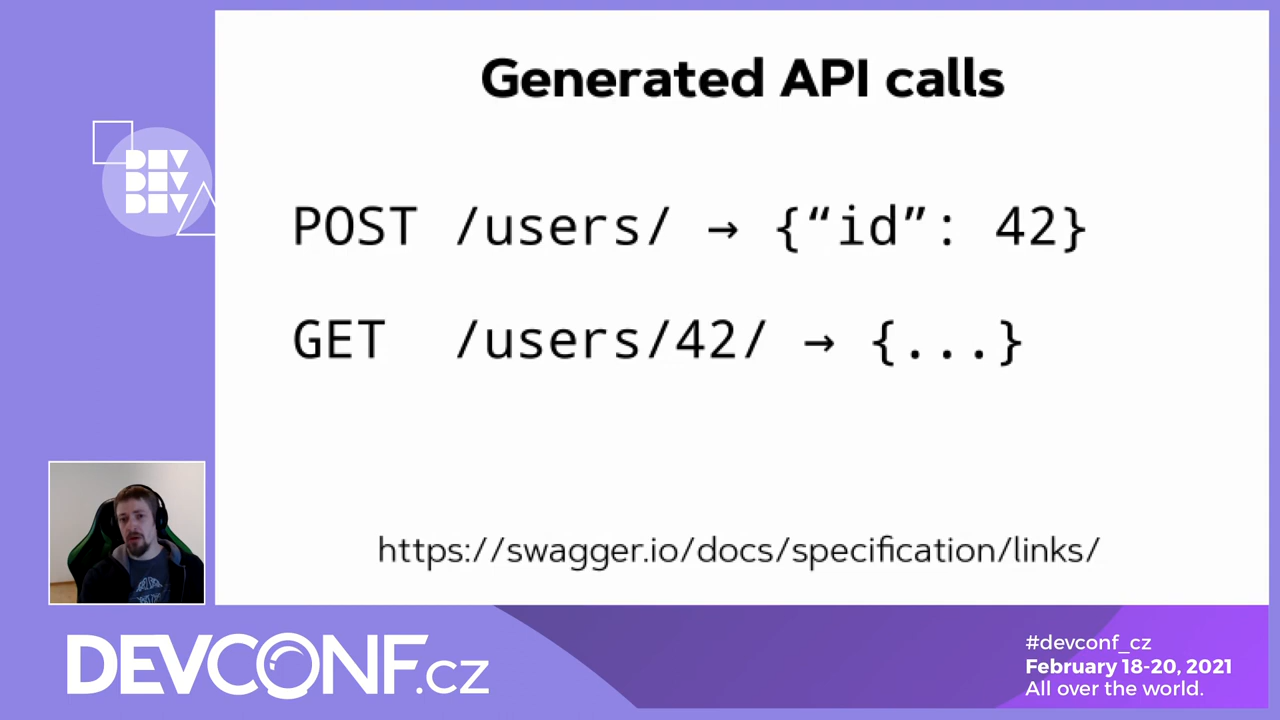 Generated API calls
DEV
DEV
DEV
POST /users/ → {“id”: 42}
GET /users/42/ → {...}
https://swagger.io/docs/specification/links/
DEVCONF.cz
#devconf_cz
February 18-20, 2021
All over the world.